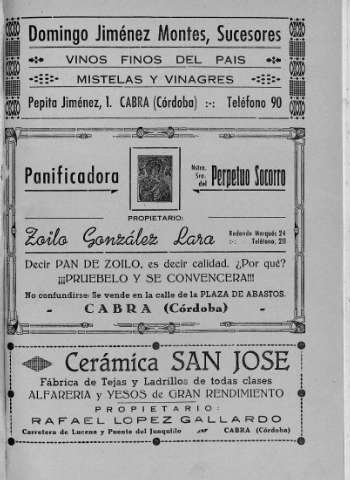 Domingo Jiménez Montes, Sucesores
VINOS FINOS DEL PAIS
MISTELAS Y VINAGRES
Pepita Jiménez, 1. CABRA (Córdoba) :-: Teléfono 90
Panificadora Ntra. Sra. del Perpetuo Socorro
PROPIETARIO:
Zoilo González Lara
Redondo Marqués 24
:-: Teléfono, 211
Decir PAN DE ZOILO, es decir calidad. ¿Por qué?
¡¡¡PRUEBELO Y SE CONVENCERA!!!
No confundirse: Se vende en la calle de la PLAZA DE ABASTOS.
- CABRA (Córdoba) -
Cerámica SAN JOSE
Fábrica de Tejas y Ladrillos de todas clases
ALFARERIA y YESOS de GRAN RENDIMIENTO
PROPIETARIO:
RAFAEL LOPEZ GALLARDO
Carretera de Lucena y Puente del Junquillo -or- CABRA (Córdoba)